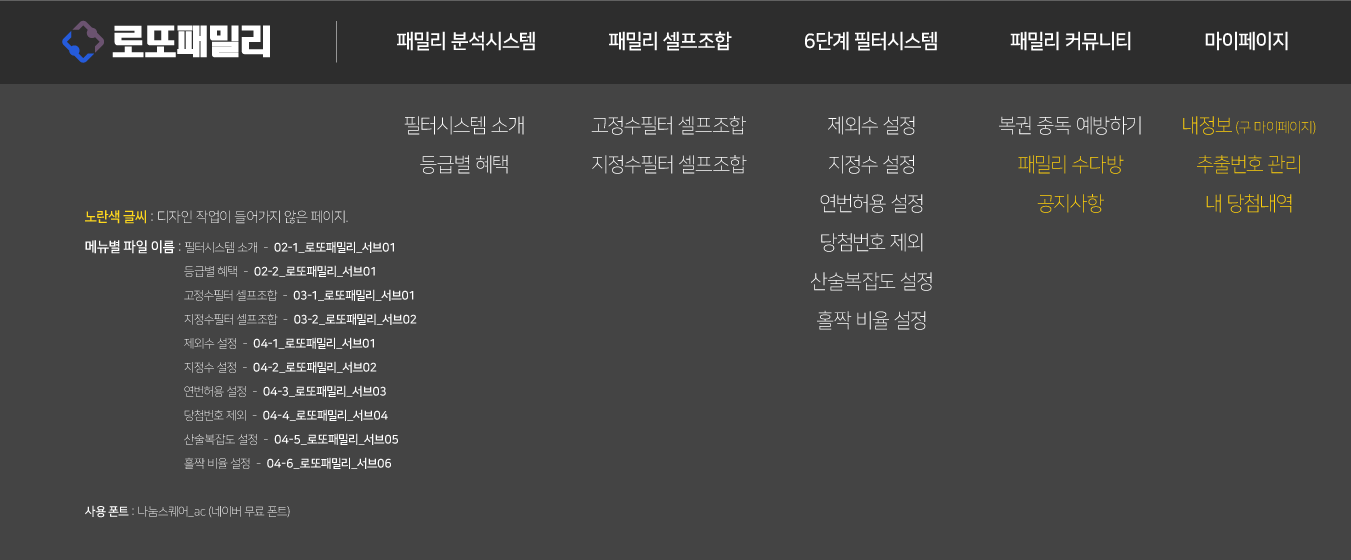 로또패밀리
패밀리 분석시스템 패밀리 셀프조합 6단계 필터시스템 패밀리 커뮤니티 마이페이지
필터시스템 소개 고정수필터 셀프조합 제외수 설정 복권 중독 예방하기 내정보 (구 마이페이지)
등급별 혜택 지정수필터 셀프조합 지정수 설정 패밀리 수다방 추출번호 관리
연번허용 설정 공지사항 내 당첨내역
당첨번호 제외
산술복잡도 설정
홀짝 비율 설정
노란색 글씨 : 디자인 작업이 들어가지 않은 페이지.
메뉴별 파일 이름 : 필터시스템 소개 - 02-1_로또패밀리_서브01
등급별 혜택 - 02-2_로또패밀리_서브01
고정수필터 셀프조합 - 03-1_로또패밀리_서브01
지정수필터 셀프조합 - 03-2_로또패밀리_서브02
제외수 설정 - 04-1_로또패밀리_서브01
지정수 설정 - 04-2_로또패밀리_서브02
연번허용 설정 - 04-3_로또패밀리_서브03
당첨번호 제외 - 04-4_로또패밀리_서브04
산술복잡도 설정 - 04-5_로또패밀리_서브05
홀짝 비율 설정 - 04-6_로또패밀리_서브06
사용 폰트 : 나눔스퀘어_ac (네이버 무료 폰트)